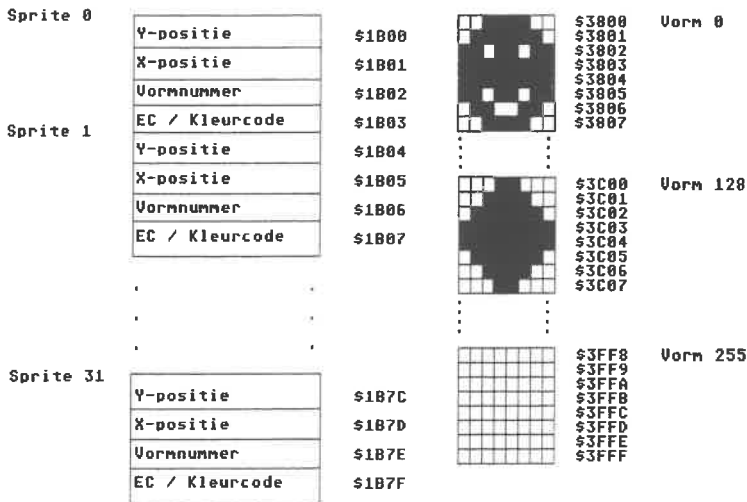 Sprite 0
Y-positie $1B00
X-positie $1B01
Vormnummer $1B02
EC / Kleurcode $1B03
Sprite 1
Y-positie $1B04
X-positie $1B05
Vormnummer $1B06
EC / Kleurcode $1B07
Sprite 31
Y-positie $1B7C
X-positie $1B7D
Vormnummer $1B7E
EC / Kleurcode $1B7F
$3800 Vorm 0
$3801
$3802
$3803
$3804
$3805
$3806
$3807
$3C00 Vorm 128
$3C01
$3C02
$3C03
$3C04
$3C05
$3C06
$3C07
$3FF8 Vorm 255
$3FF9
$3FFA
$3FFB
$3FFC
$3FFD
$3FFE
$3FFF